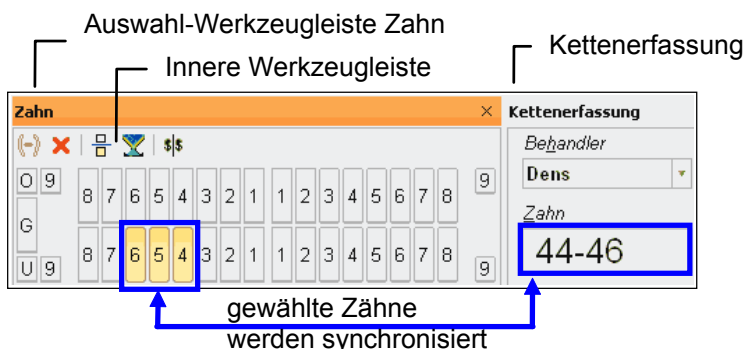 Auswahl-Werkzeugleiste Zahn
Kettenerfassung
Innere Werkzeugleiste
Zahn × Kettenerfassung
(-) $|$ Behandler
Dens
O 9 8 7 6 5 4 3 2 1 1 2 3 4 5 6 7 8 9
Zahn
G
44-46
U 9 8 7 6 5 4 3 2 1 1 2 3 4 5 6 7 8 9
gewählte Zähne
werden synchronisiert